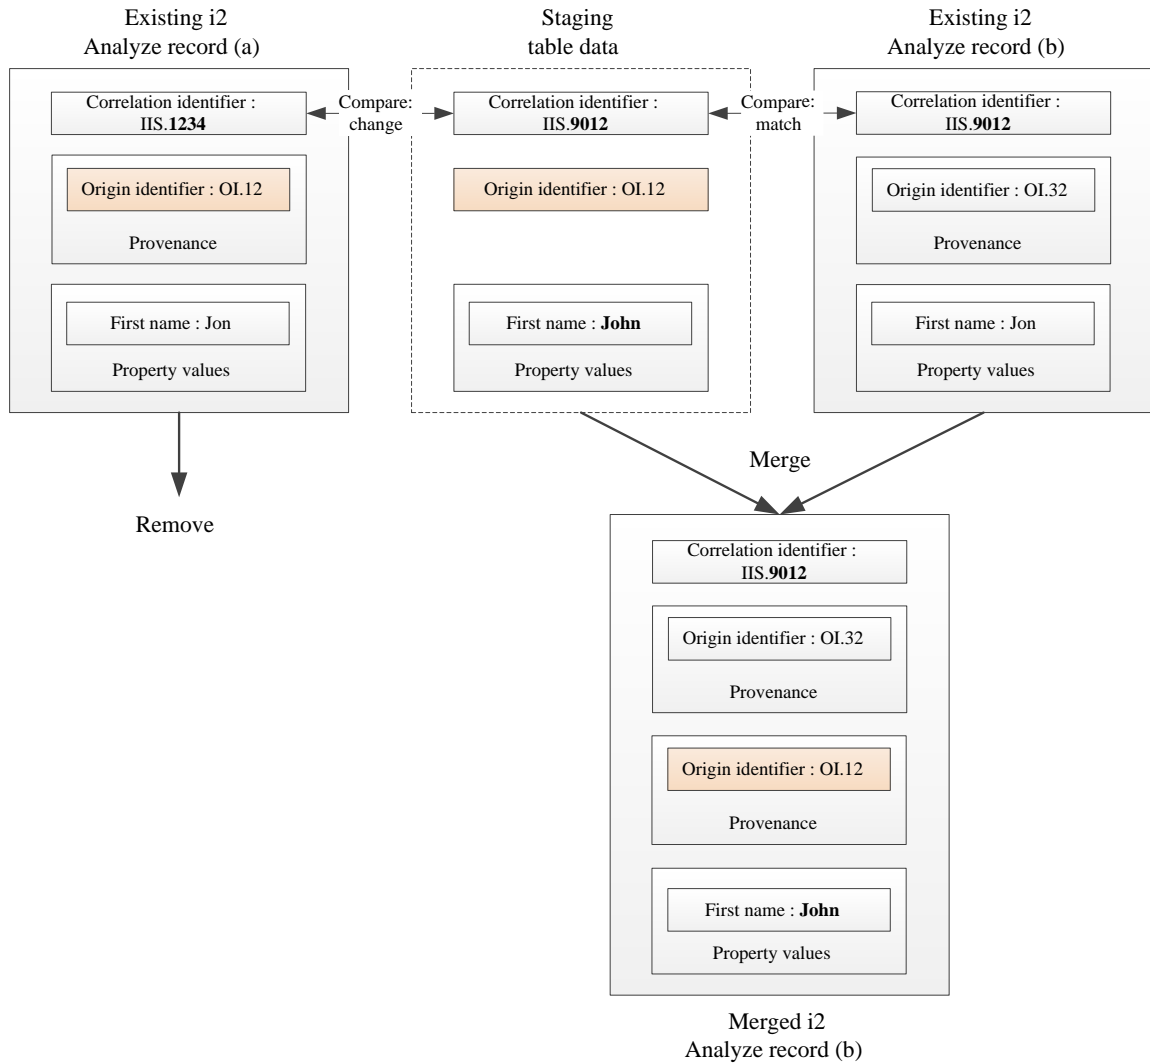 Existing i2
Analyze record (a)
Staging
table data
Existing i2
Analyze record (b)
Correlation identifier :
IIS.1234
Compare:
change
Correlation identifier :
IIS.9012
Compare:
match
Correlation identifier :
IIS.9012
Origin identifier : OI.12
Provenance
Origin identifier : OI.12
Origin identifier : OI.32
Provenance
First name : Jon
Property values
First name : John
Property values
First name : Jon
Property values
Remove
Merge
Correlation identifier :
IIS.9012
Origin identifier : OI.32
Provenance
Origin identifier : OI.12
Provenance
First name : John
Property values
Merged i2
Analyze record (b)